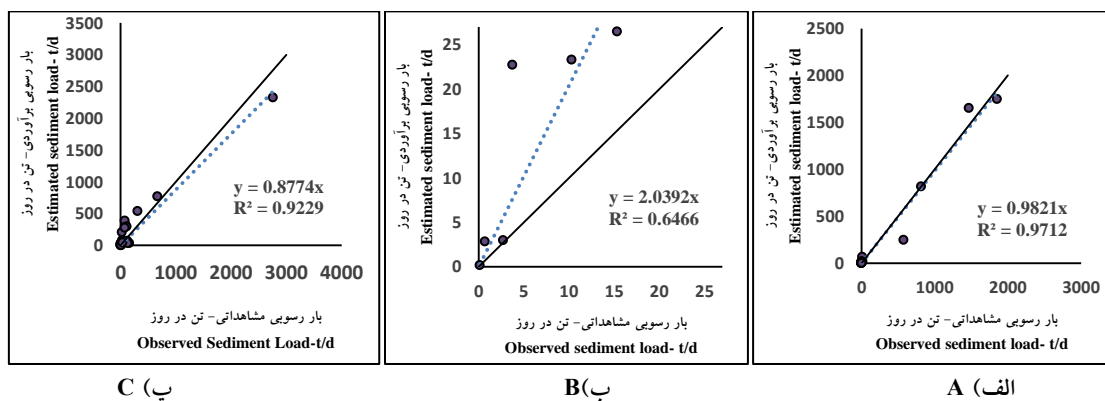 3500
3000
2500
2000
1500
1000
500
0
0 1000 2000 3000 4000
بار رسوبی برآوردی- تن در روز
Estimated sediment load- t/d
y = 0.8774x
R² = 0.9229
بار رسوبی مشاهداتی- تن در روز
Observed Sediment Load-t/d
پ) C
25
20
15
10
5
0
0 5 10 15 20 25
بار رسوبی برآوردی- تن در روز
Estimated sediment load- t/d
y = 2.0392x
R² = 0.6466
بار رسوبی مشاهداتی- تن در روز
Observed sediment load- t/d
ب)B
2500
2000
1500
1000
500
0
0 1000 2000 3000
بار رسوبی برآوردی- تن در روز
Estimated sediment load- t/d
y = 0.9821x
R² = 0.9712
بار رسوبی مشاهداتی- تن در روز
Observed sediment load- t/d
الف) A